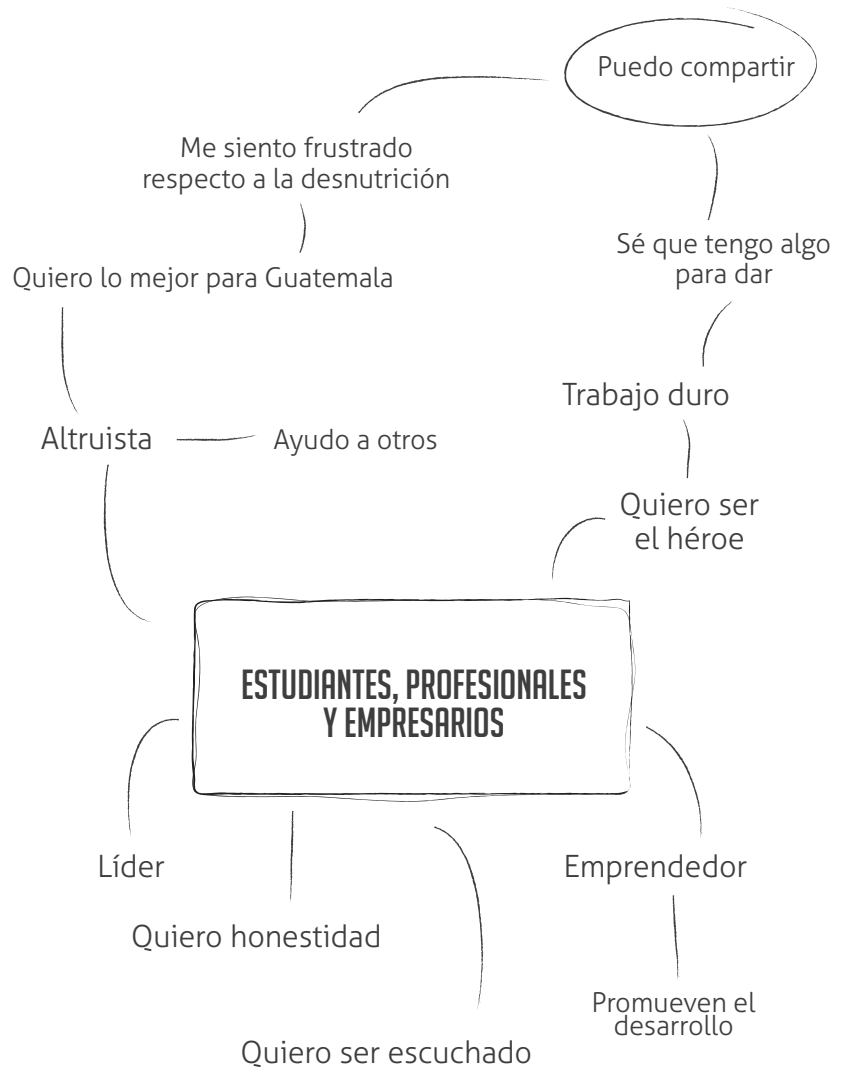 Puedo compartir
Me siento frustrado
respecto a la desnutrición
Sé que tengo algo
para dar
Quiero lo mejor para Guatemala
Trabajo duro
Altruista
Ayudo a otros
Quiero ser
el héroe
ESTUDIANTES, PROFESIONALES
Y EMPRESARIOS
Líder
Emprendedor
Quiero honestidad
Promueven el
desarrollo
Quiero ser escuchado